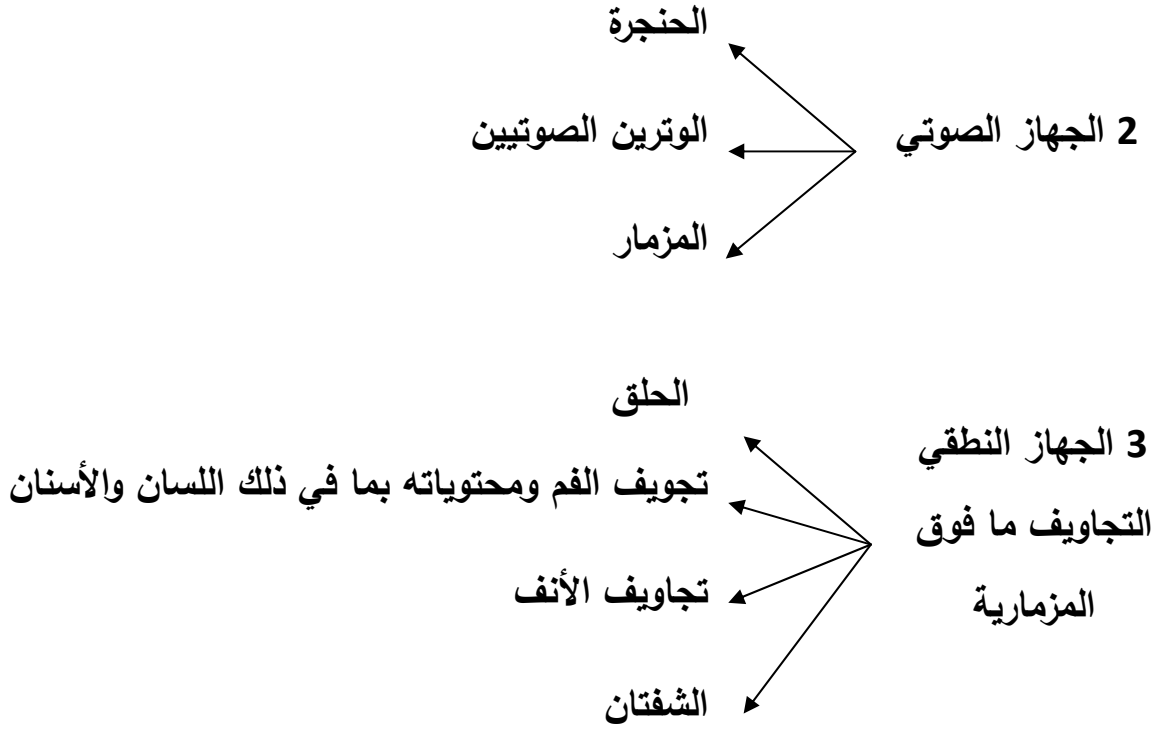 الحنجرة
2 الجهاز الصوتي
الوترين الصوتيين
المزمار
الحلق
3 الجهاز النطقي
تجويف الفم ومحتوياته بما في ذلك اللسان والأسنان
التجاويف ما فوق
المزمارية
تجاويف الأنف
الشفتان